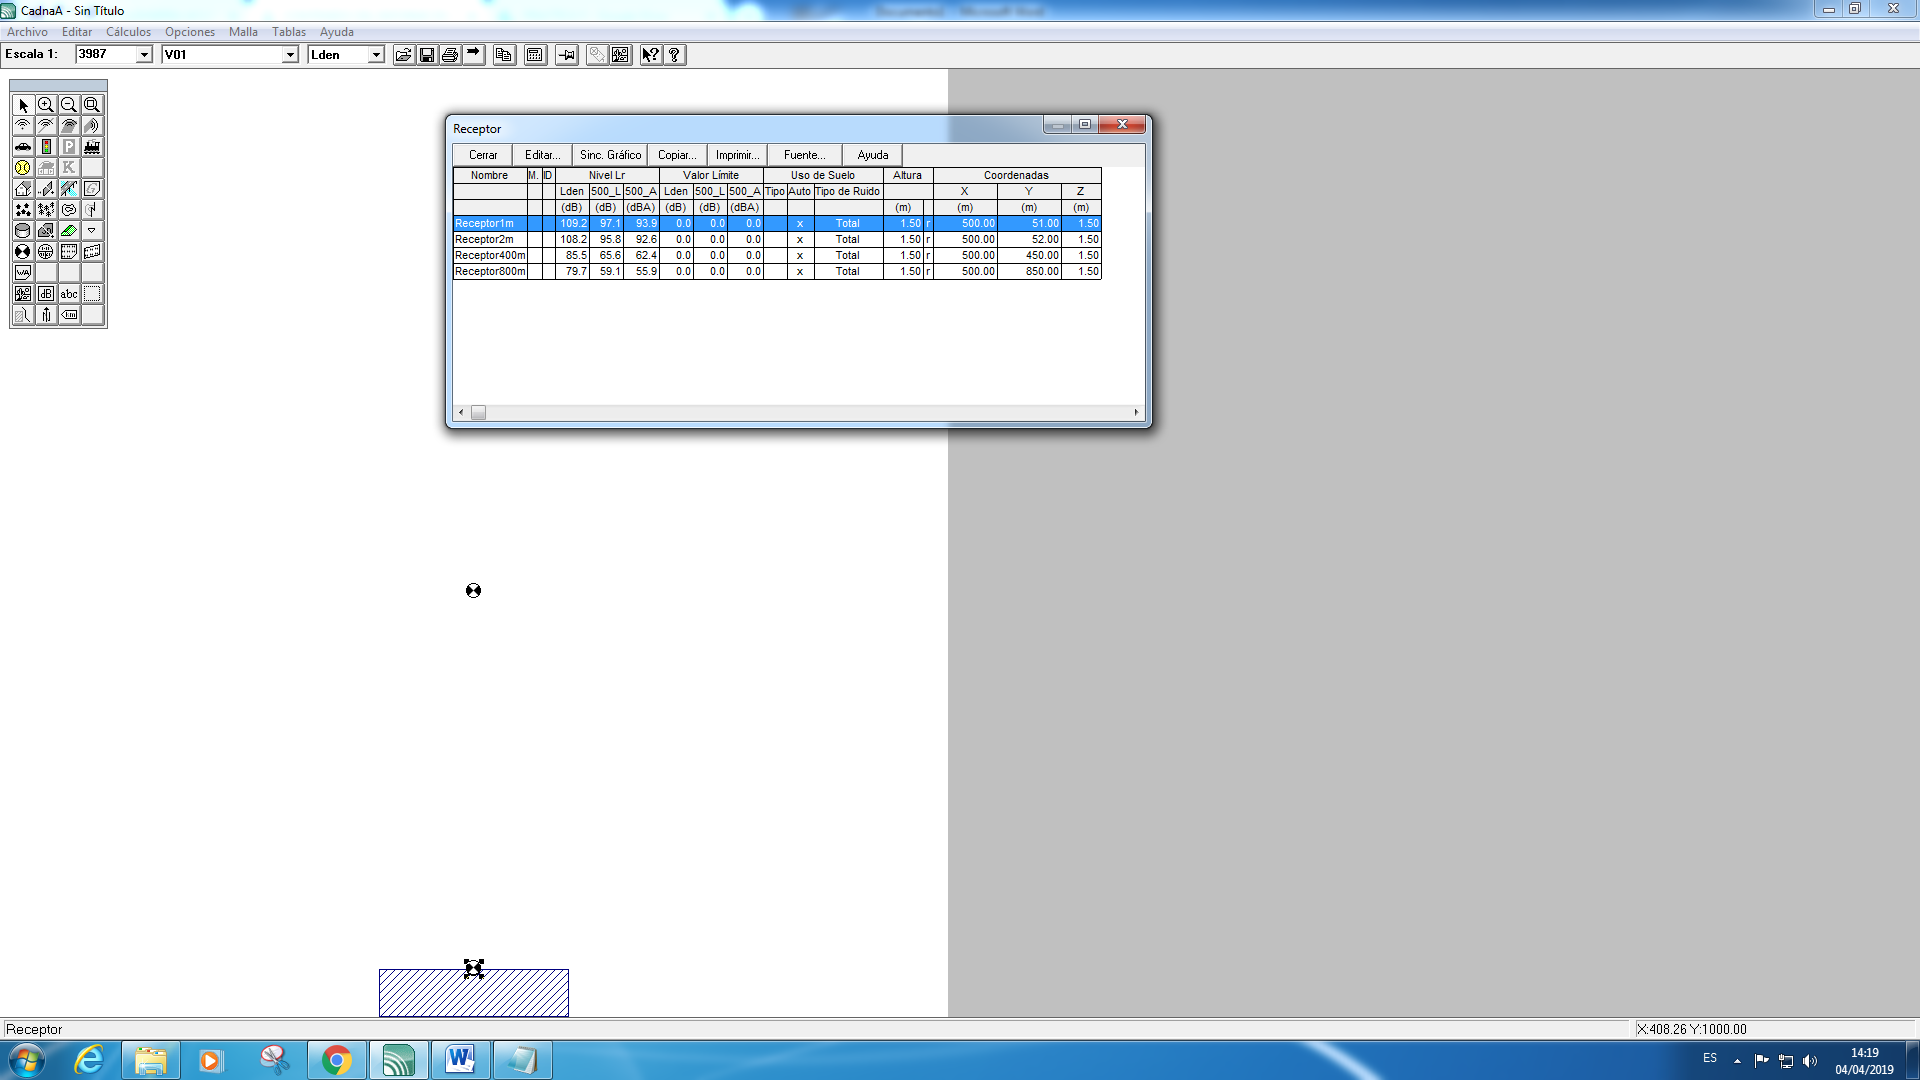 CadnaA - Sin Título
Archivo Editar Cálculos Opciones Malla Tablas Ayuda
Escala 1: 3987 V01 Lden
Receptor
Cerrar Editar... Sinc. Gráfico Copiar... Imprimir... Fuente... Ayuda
Nombre M. ID Nivel Lr Valor Límite Uso de Suelo Altura Coordenadas
Lden 500_L 500_A Lden 500_L 500_A Tipo Auto Tipo de Ruido X Y Z
(dB) (dB) (dBA) (dB) (dB) (dBA) (m) (m) (m) (m)
Receptor1m 109.2 97.1 93.9 0.0 0.0 0.0 x Total 1.50 r 500.00 51.00 1.50
Receptor2m 108.2 95.8 92.6 0.0 0.0 0.0 x Total 1.50 r 500.00 52.00 1.50
Receptor400m 85.5 65.6 62.4 0.0 0.0 0.0 x Total 1.50 r 500.00 450.00 1.50
Receptor800m 79.7 59.1 55.9 0.0 0.0 0.0 x Total 1.50 r 500.00 850.00 1.50
P
K
VA
dB abc
Receptor X:408.26 Y:1000.00
ES 14:19
04/04/2019